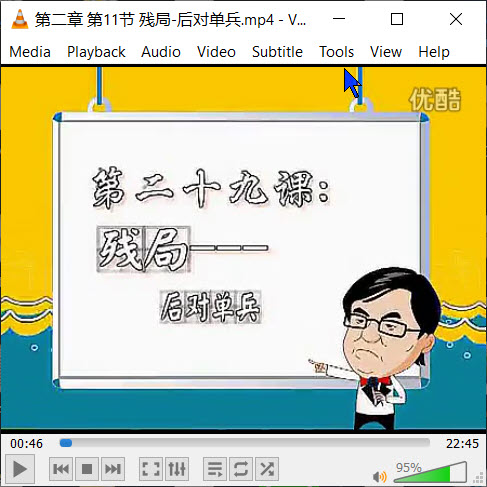 第二章 第11节 残局-后对单兵.mp4 - V...
Media Playback Audio Video Subtitle Tools View Help
优酷
第二十九课:
残局———
后对单兵
00:46 22:45
95%